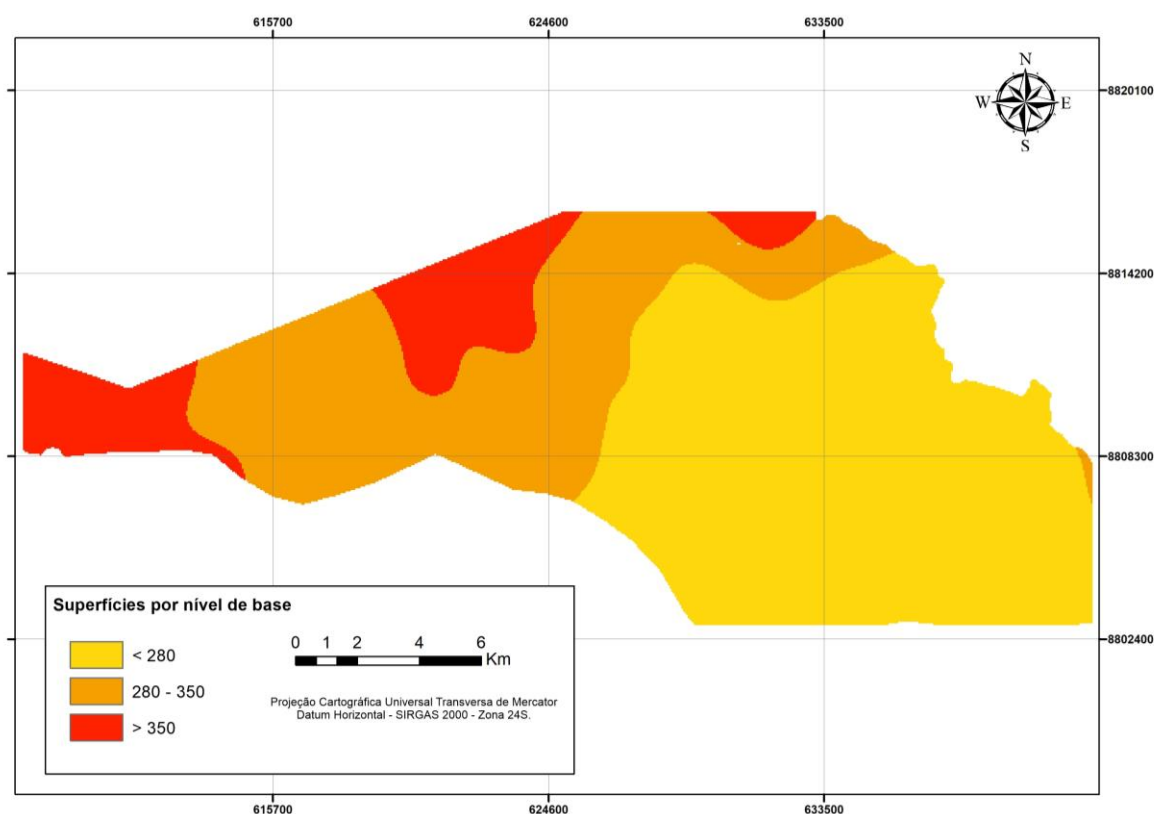 615700 624600 633500
N
W E
S
8820100
8814200
8808300
8802400
Superfícies por nível de base
< 280
280 - 350
> 350
0 1 2 4 6
Km
Projeção Cartográfica Universal Transversa de Mercator
Datum Horizontal - SIRGAS 2000 - Zona 24S.
615700 624600 633500